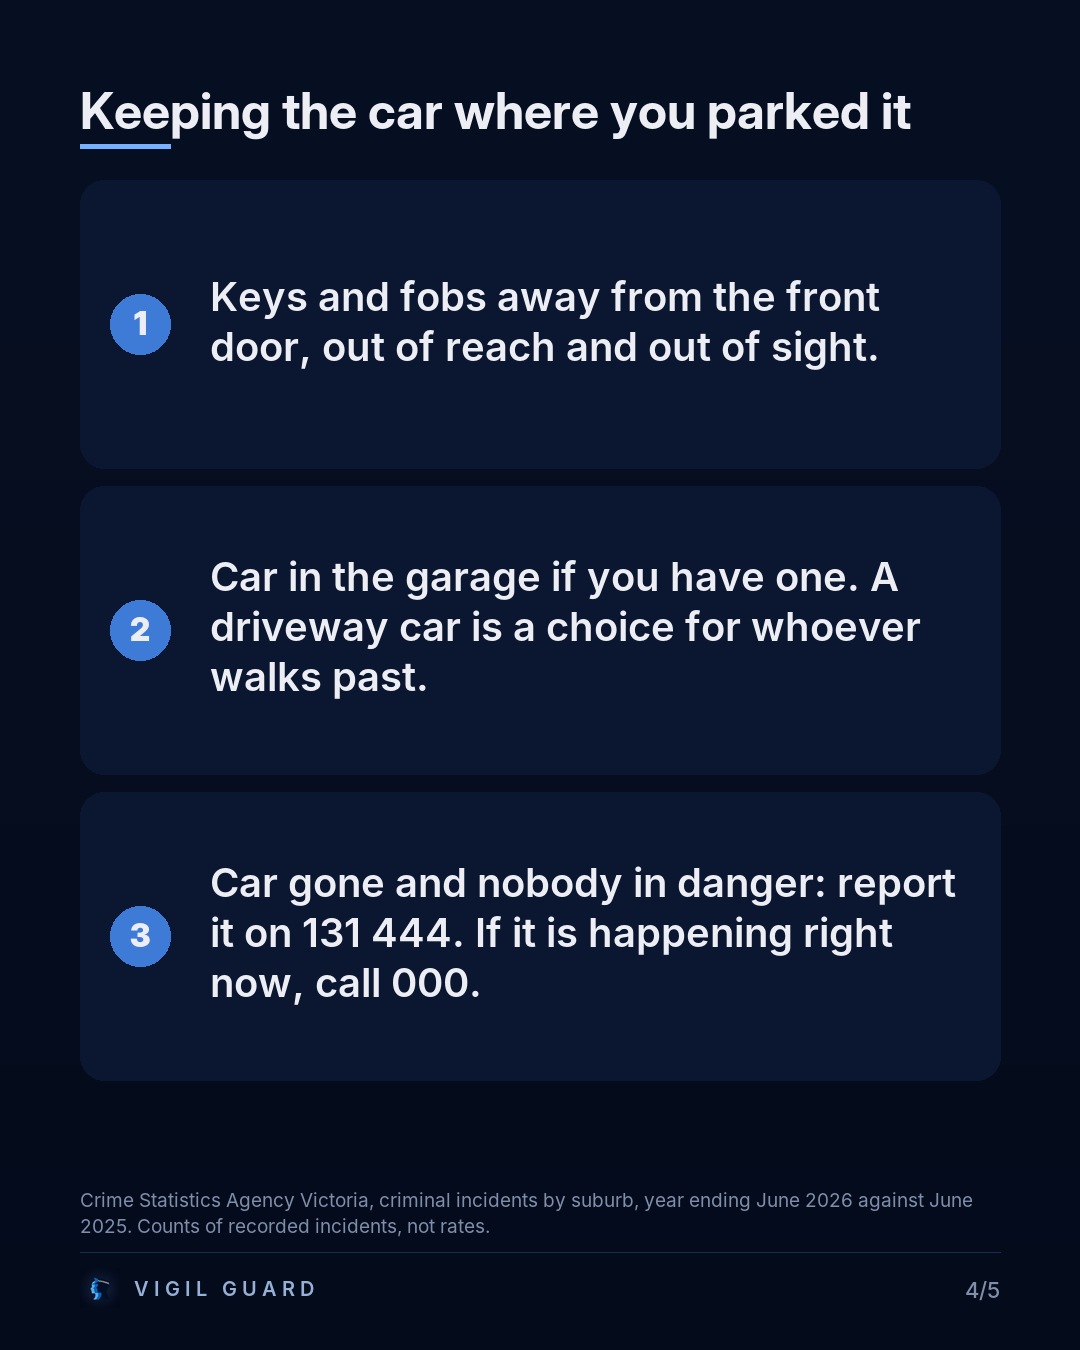 Keeping the car where you parked it
1
Keys and fobs away from the front
door, out of reach and out of sight.
2
Car in the garage if you have one. A
driveway car is a choice for whoever
walks past.
3
Car gone and nobody in danger: report
it on 131 444. If it is happening right
now, call 000.
Crime Statistics Agency Victoria, criminal incidents by suburb, year ending June 2026 against June
2025. Counts of recorded incidents, not rates.
VIGIL GUARD
4/5